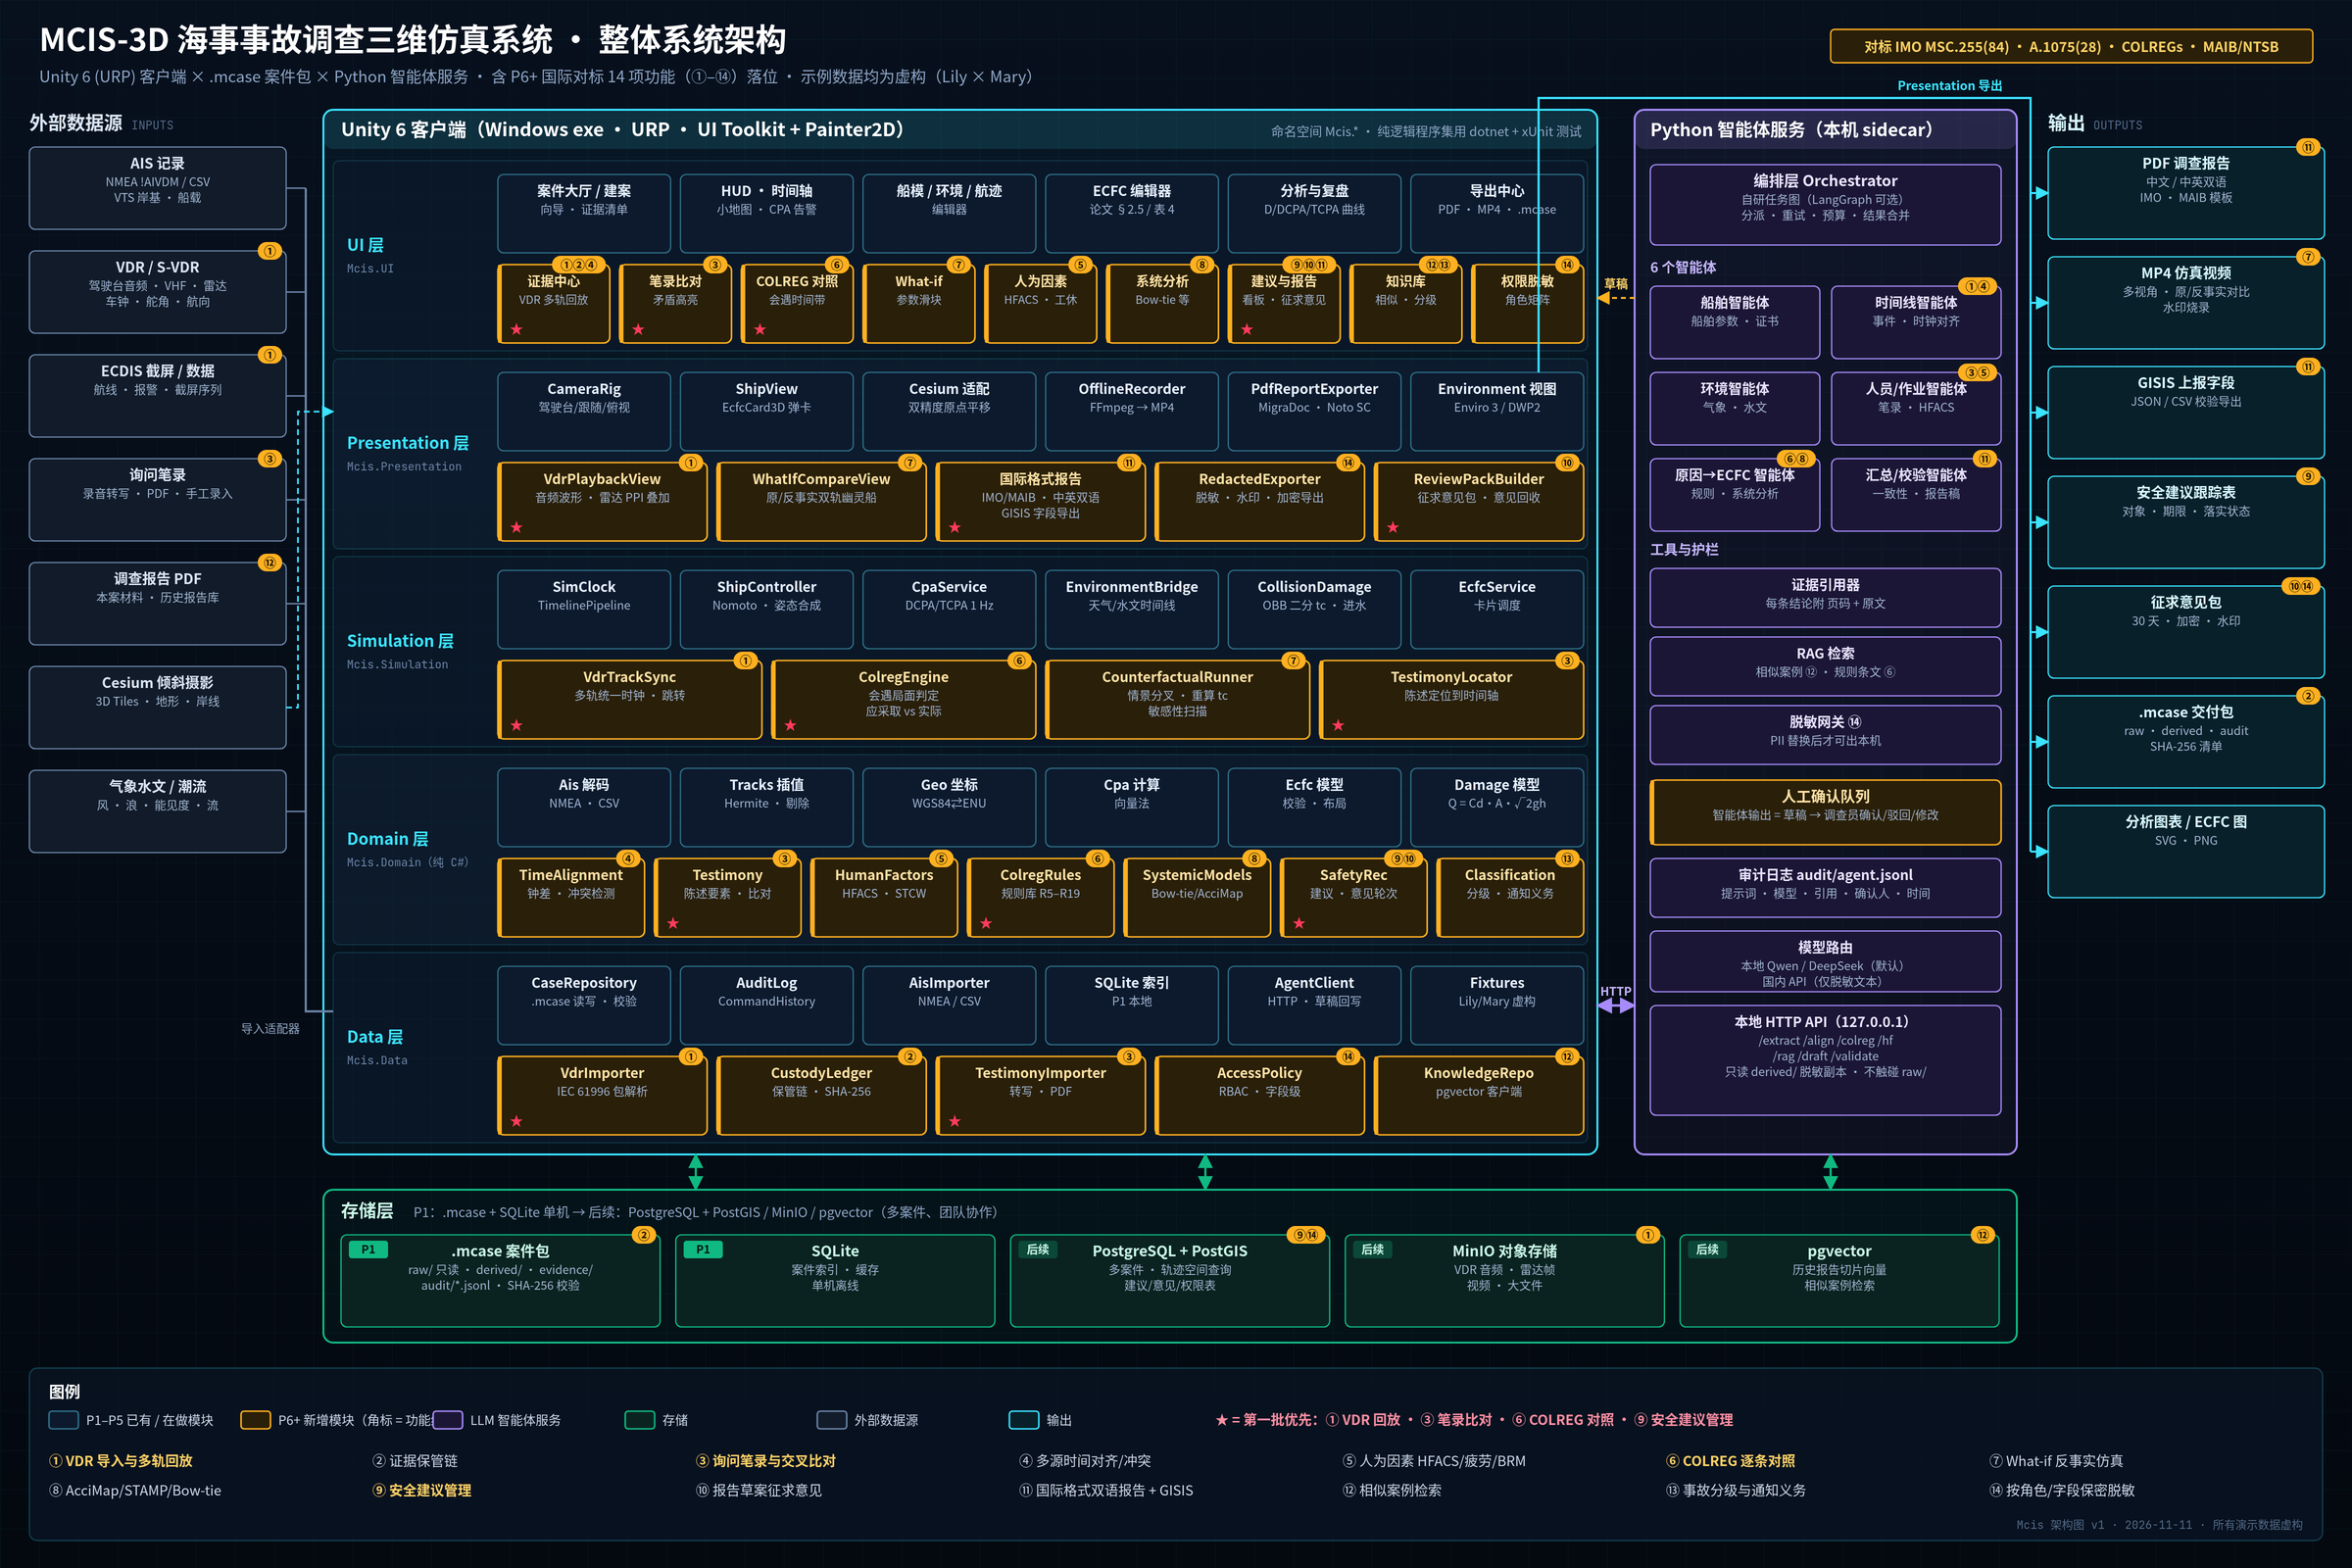 MCIS-3D 海事事故调查三维仿真系统 · 整体系统架构
Unity 6 (URP) 客户端 × .mcase 案件包 × Python 智能体服务 · 含 P6+ 国际对标 14 项功能（①–⑭）落位 · 示例数据均为虚构（Lily × Mary）
对标 IMO MSC.255(84) · A.1075(28) · COLREGs · MAIB/NTSB
Presentation 导出
外部数据源 INPUTS
AIS 记录
NMEA !AIVDM / CSV
VTS 岸基 · 船载
①
VDR / S-VDR
驾驶台音频 · VHF · 雷达
车钟 · 舵角 · 航向
①
ECDIS 截屏 / 数据
航线 · 报警 · 截屏序列
③
询问笔录
录音转写 · PDF · 手工录入
⑫
调查报告 PDF
本案材料 · 历史报告库
Cesium 倾斜摄影
3D Tiles · 地形 · 岸线
气象水文 / 潮流
风 · 浪 · 能见度 · 流
导入适配器
Unity 6 客户端（Windows exe · URP · UI Toolkit + Painter2D）
命名空间 Mcis.* · 纯逻辑程序集用 dotnet + xUnit 测试
UI 层
Mcis.UI
案件大厅 / 建案
向导 · 证据清单
HUD · 时间轴
小地图 · CPA 告警
船模 / 环境 / 航迹
编辑器
ECFC 编辑器
论文 §2.5 / 表 4
分析与复盘
D/DCPA/TCPA 曲线
导出中心
PDF · MP4 · .mcase
①②④
证据中心
VDR 多轨回放
★
③
笔录比对
矛盾高亮
★
⑥
COLREG 对照
会遇时间带
★
⑦
What-if
参数滑块
⑤
人为因素
HFACS · 工休
⑧
系统分析
Bow-tie 等
⑨⑩⑪
建议与报告
看板 · 征求意见
★
⑫⑬
知识库
相似 · 分级
⑭
权限脱敏
角色矩阵
Presentation 层
Mcis.Presentation
CameraRig
驾驶台/跟随/俯视
ShipView
EcfcCard3D 弹卡
Cesium 适配
双精度原点平移
OfflineRecorder
FFmpeg → MP4
PdfReportExporter
MigraDoc · Noto SC
Environment 视图
Enviro 3 / DWP2
①
VdrPlaybackView
音频波形 · 雷达 PPI 叠加
★
⑦
WhatIfCompareView
原/反事实双轨幽灵船
⑪
国际格式报告
IMO/MAIB · 中英双语
GISIS 字段导出
★
⑭
RedactedExporter
脱敏 · 水印 · 加密导出
⑩
ReviewPackBuilder
征求意见包 · 意见回收
★
Simulation 层
Mcis.Simulation
SimClock
TimelinePipeline
ShipController
Nomoto · 姿态合成
CpaService
DCPA/TCPA 1 Hz
EnvironmentBridge
天气/水文时间线
CollisionDamage
OBB 二分 tc · 进水
EcfcService
卡片调度
①
VdrTrackSync
多轨统一时钟 · 跳转
★
⑥
ColregEngine
会遇局面判定
应采取 vs 实际
★
⑦
CounterfactualRunner
情景分叉 · 重算 tc
敏感性扫描
③
TestimonyLocator
陈述定位到时间轴
★
Domain 层
Mcis.Domain（纯 C#）
Ais 解码
NMEA · CSV
Tracks 插值
Hermite · 剔除
Geo 坐标
WGS84⇄ENU
Cpa 计算
向量法
Ecfc 模型
校验 · 布局
Damage 模型
Q = Cd·A·√2gh
④
TimeAlignment
钟差 · 冲突检测
③
Testimony
陈述要素 · 比对
★
⑤
HumanFactors
HFACS · STCW
⑥
ColregRules
规则库 R5–R19
★
⑧
SystemicModels
Bow-tie/AcciMap
⑨⑩
SafetyRec
建议 · 意见轮次
★
⑬
Classification
分级 · 通知义务
Data 层
Mcis.Data
CaseRepository
.mcase 读写 · 校验
AuditLog
CommandHistory
AisImporter
NMEA / CSV
SQLite 索引
P1 本地
AgentClient
HTTP · 草稿回写
Fixtures
Lily/Mary 虚构
①
VdrImporter
IEC 61996 包解析
★
②
CustodyLedger
保管链 · SHA-256
③
TestimonyImporter
转写 · PDF
★
⑭
AccessPolicy
RBAC · 字段级
⑫
KnowledgeRepo
pgvector 客户端
草稿
HTTP
Python 智能体服务（本机 sidecar）
编排层 Orchestrator
自研任务图（LangGraph 可选）
分派 · 重试 · 预算 · 结果合并
6 个智能体
船舶智能体
船舶参数 · 证书
①④
时间线智能体
事件 · 时钟对齐
环境智能体
气象 · 水文
③⑤
人员/作业智能体
笔录 · HFACS
⑥⑧
原因→ECFC 智能体
规则 · 系统分析
⑪
汇总/校验智能体
一致性 · 报告稿
工具与护栏
证据引用器
每条结论附 页码 + 原文
RAG 检索
相似案例 ⑫ · 规则条文 ⑥
脱敏网关 ⑭
PII 替换后才可出本机
人工确认队列
智能体输出 = 草稿 → 调查员确认/驳回/修改
审计日志 audit/agent.jsonl
提示词 · 模型 · 引用 · 确认人 · 时间
模型路由
本地 Qwen / DeepSeek（默认）
国内 API（仅脱敏文本）
本地 HTTP API（127.0.0.1）
/extract /align /colreg /hf
/rag /draft /validate
只读 derived/ 脱敏副本 · 不触碰 raw/
输出 OUTPUTS
⑪
PDF 调查报告
中文 / 中英双语
IMO · MAIB 模板
⑦
MP4 仿真视频
多视角 · 原/反事实对比
水印烧录
⑪
GISIS 上报字段
JSON / CSV 校验导出
⑨
安全建议跟踪表
对象 · 期限 · 落实状态
⑩⑭
征求意见包
30 天 · 加密 · 水印
②
.mcase 交付包
raw · derived · audit
SHA-256 清单
分析图表 / ECFC 图
SVG · PNG
存储层
P1：.mcase + SQLite 单机 → 后续：PostgreSQL + PostGIS / MinIO / pgvector（多案件、团队协作）
②
P1
.mcase 案件包
raw/ 只读 · derived/ · evidence/
audit/*.jsonl · SHA-256 校验
P1
SQLite
案件索引 · 缓存
单机离线
⑨⑭
后续
PostgreSQL + PostGIS
多案件 · 轨迹空间查询
建议/意见/权限表
①
后续
MinIO 对象存储
VDR 音频 · 雷达帧
视频 · 大文件
⑫
后续
pgvector
历史报告切片向量
相似案例检索
图例
P1–P5 已有 / 在做模块
P6+ 新增模块（角标 = 功能
LLM 智能体服务
存储
外部数据源
输出
★ = 第一批优先：① VDR 回放 · ③ 笔录比对 · ⑥ COLREG 对照 · ⑨ 安全建议管理
① VDR 导入与多轨回放
② 证据保管链
③ 询问笔录与交叉比对
④ 多源时间对齐/冲突
⑤ 人为因素 HFACS/疲劳/BRM
⑥ COLREG 逐条对照
⑦ What-if 反事实仿真
⑧ AcciMap/STAMP/Bow-tie
⑨ 安全建议管理
⑩ 报告草案征求意见
⑪ 国际格式双语报告 + GISIS
⑫ 相似案例检索
⑬ 事故分级与通知义务
⑭ 按角色/字段保密脱敏
Mcis 架构图 v1 · 2026-11-11 · 所有演示数据虚构